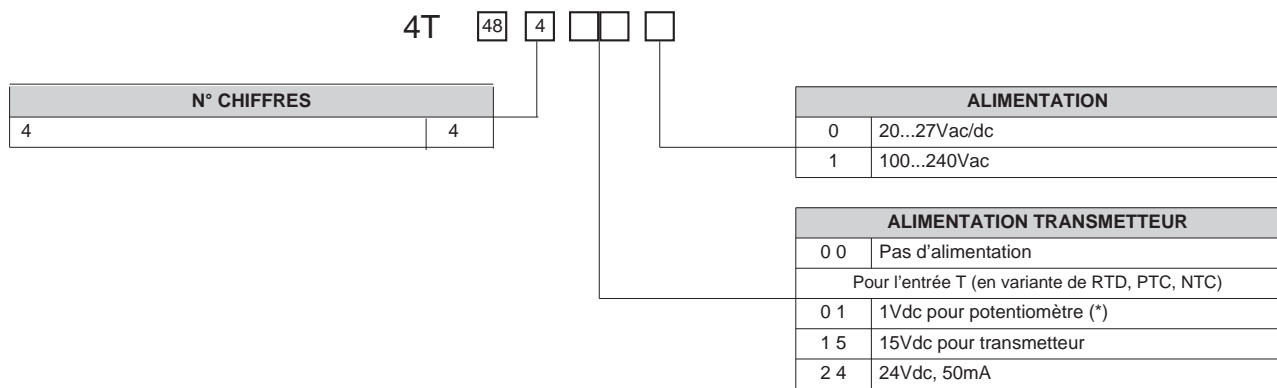 4T 48 4
N° CHIFFRES
4 4
ALIMENTATION
0 20...27Vac/dc
1 100...240Vac
ALIMENTATION TRANSMETTEUR
0 0 Pas d’alimentation
Pour l’entrée T (en variante de RTD, PTC, NTC)
0 1 1Vdc pour potentiomètre (*)
1 5 15Vdc pour transmetteur
2 4 24Vdc, 50mA